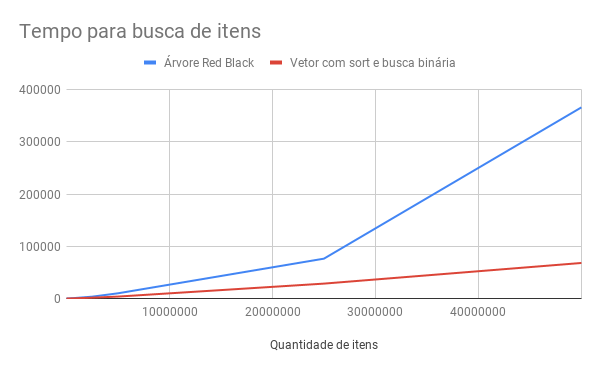 Tempo para busca de itens
Árvore Red Black
Vetor com sort e busca binária
400000
300000
200000
100000
0
10000000
20000000
30000000
40000000
Quantidade de itens